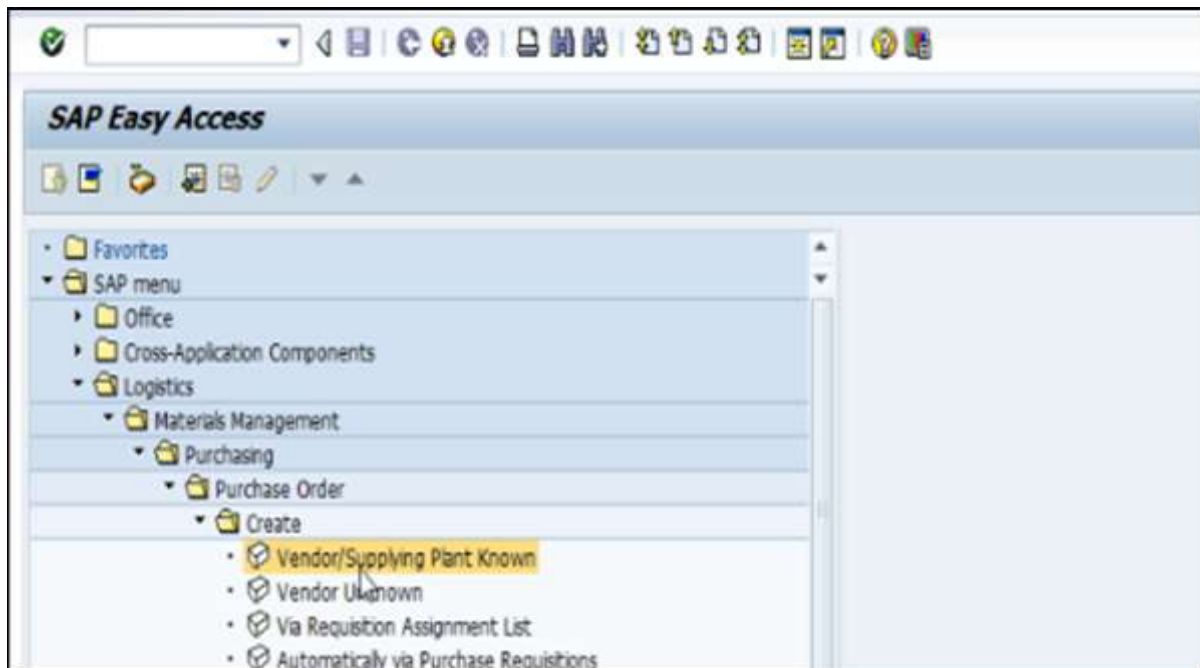 SAP Easy Access
Favorites
SAP menu
Office
Cross-Application Components
Logistics
Materials Management
Purchasing
Purchase Order
Create
Vendor/Supplying Plant Known
Vendor Unknown
Via Requisition Assignment List
Automatically via Purchase Requisitions